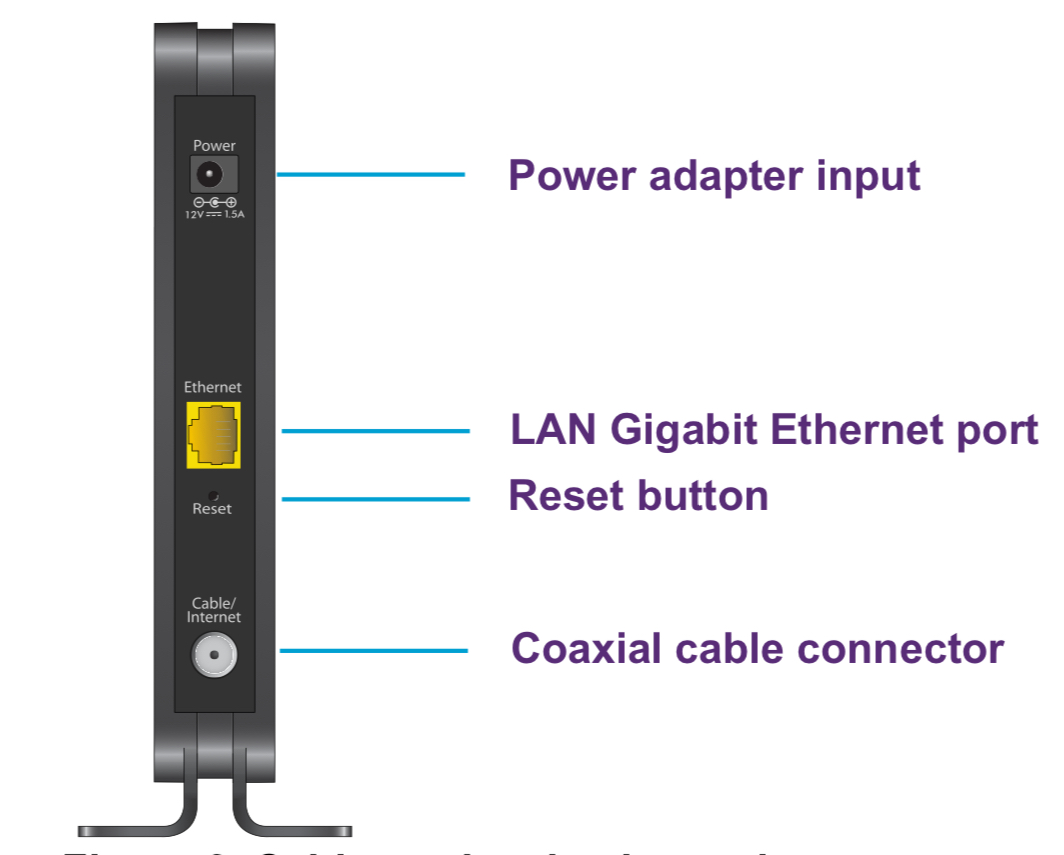 Power
Power adapter input
12V 1.5A
Ethernet
LAN Gigabit Ethernet port
Reset
Reset button
Cable/
Internet
Coaxial cable connector